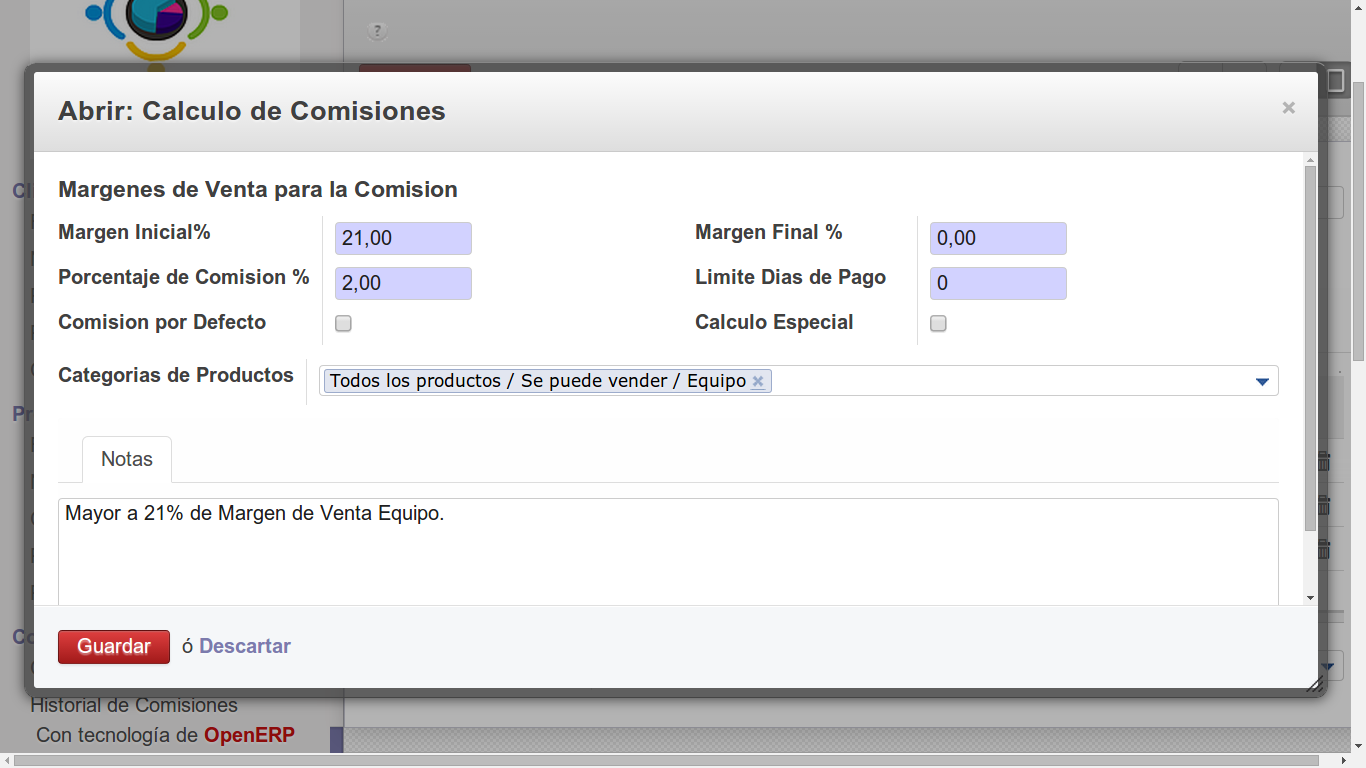 ?
Abrir: Calculo de Comisiones
×
Margenes de Venta para la Comision
Margen Inicial% 21,00 Margen Final % 0,00
Porcentaje de Comision % 2,00 Limite Dias de Pago 0
Comision por Defecto Calculo Especial
Categorias de Productos Todos los productos / Se puede vender / Equipo ×
Notas
Mayor a 21% de Margen de Venta Equipo.
Guardar ó Descartar
Historial de Comisiones
Con tecnología de OpenERP